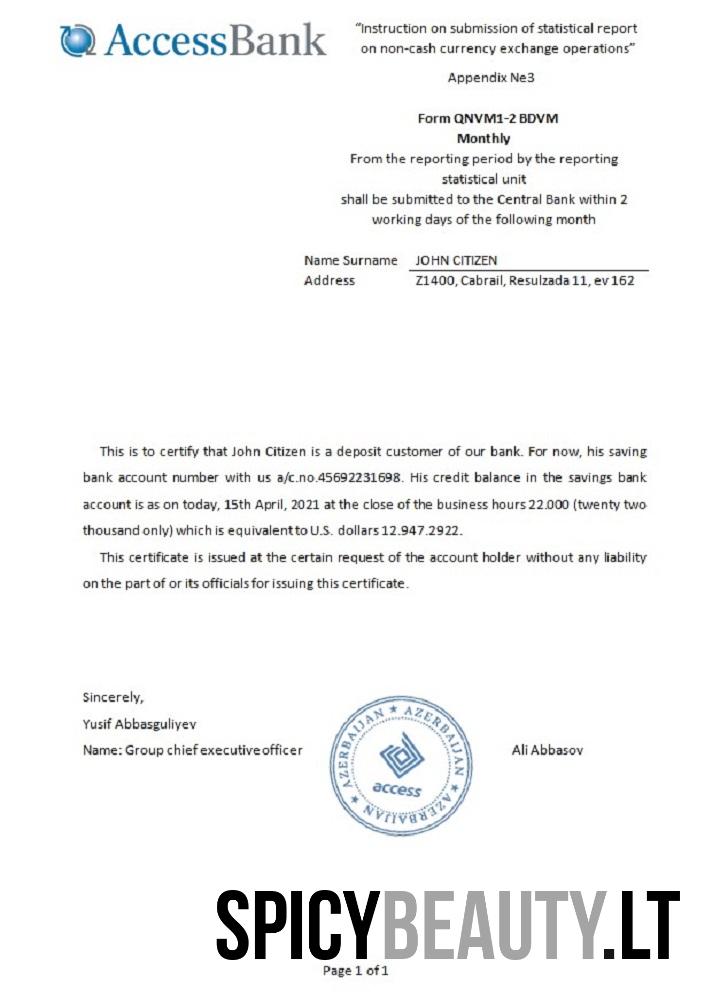 AccessBank
“Instruction on submission of statistical report
on non-cash currency exchange operations”
Appendix №3
Form QNVM1-2 BDVM
Monthly
From the reporting period by the reporting
statistical unit
shall be submitted to the Central Bank within 2
working days of the following month
Name Surname JOHN CITIZEN
Address Z1400, Cabrail, Resulzada 11, ev 162
This is to certify that John Citizen is a deposit customer of our bank. For now, his saving
bank account number with us a/c.no.45692231698. His credit balance in the savings bank
account is as on today, 15th April, 2021 at the close of the business hours 22.000 (twenty two
thousand only) which is equivalent to U.S. dollars 12.947.2922.
This certificate is issued at the certain request of the account holder without any liability
on the part of or its officials for issuing this certificate.
Sincerely,
Yusif Abbasguliyev
Name: Group chief executive officer
Ali Abbasov
AZERBAIJAN ★ AZERBAIJAN ★ AZERBAIJAN ★
access
SPICYBEAUTY.LT
Page 1 of 1